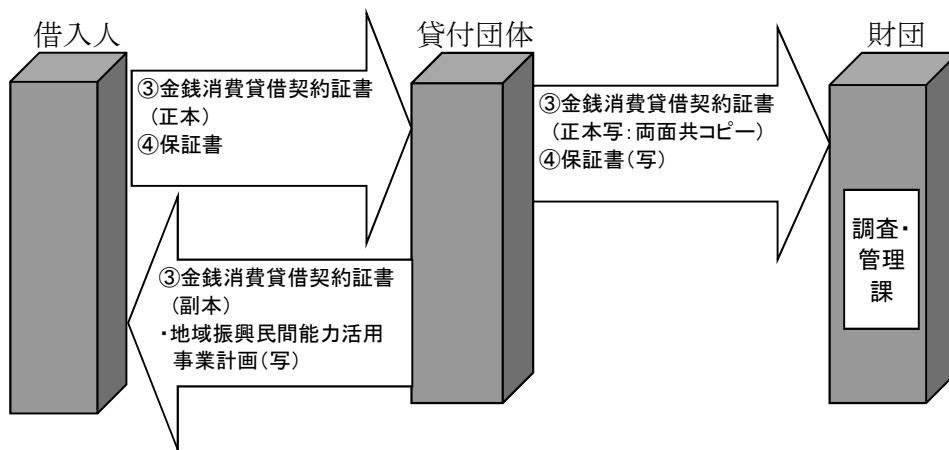 借入人
貸付団体
財団
③金銭消費貸借契約証書
(正本)
④保証書
③金銭消費貸借契約証書
(正本写:両面共コピー)
④保証書(写)
調査・
管理
課
③金銭消費貸借契約証書
(副本)
・地域振興民間能力活用
事業計画(写)